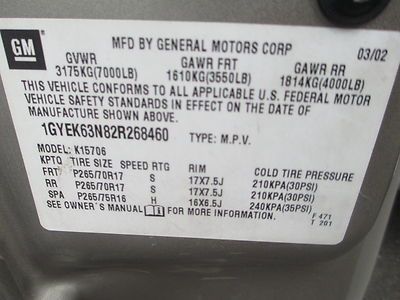 GM
MFD BY GENERAL MOTORS CORP 03/02
GVWR GAWR FRT GAWR RR
3175KG(7000LB) 1610KG(3550LB) 1814KG(4000LB)
THIS VEHICLE CONFORMS TO ALL APPLICABLE U.S. FEDERAL MOTOR
VEHICLE SAFETY STANDARDS IN EFFECT ON THE DATE OF
MANUFACTURE SHOWN ABOVE.
1GYEK63N82R268460 TYPE: M.P.V.
MODEL: K15706
KPTO TIRE SIZE SPEED RTG RIM COLD TIRE PRESSURE
FRT P265/70R17 S 17X7.5J 210KPA(30PSI)
RR P265/70R17 S 17X7.5J 210KPA(30PSI)
SPA P265/75R16 H 16X6.5J 240KPA(35PSI)
SEE OWNER'S MANUAL FOR MORE INFORMATION.
F 471
T 201